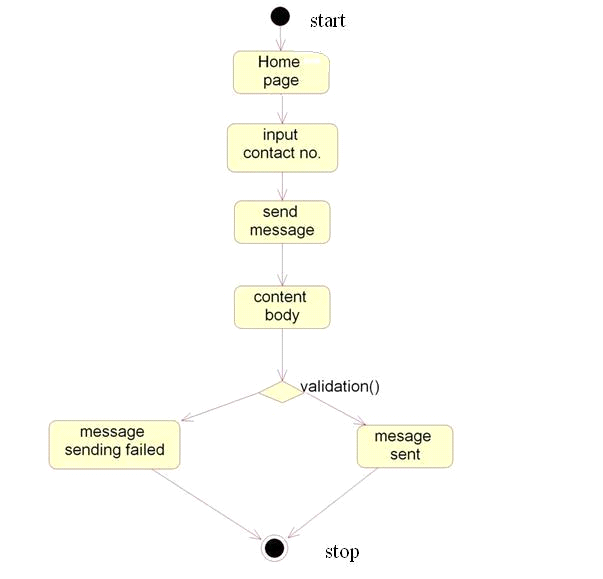 start
Home
page
input
contact no.
send
message
content
body
validation()
message
sending failed
mesage
sent
stop